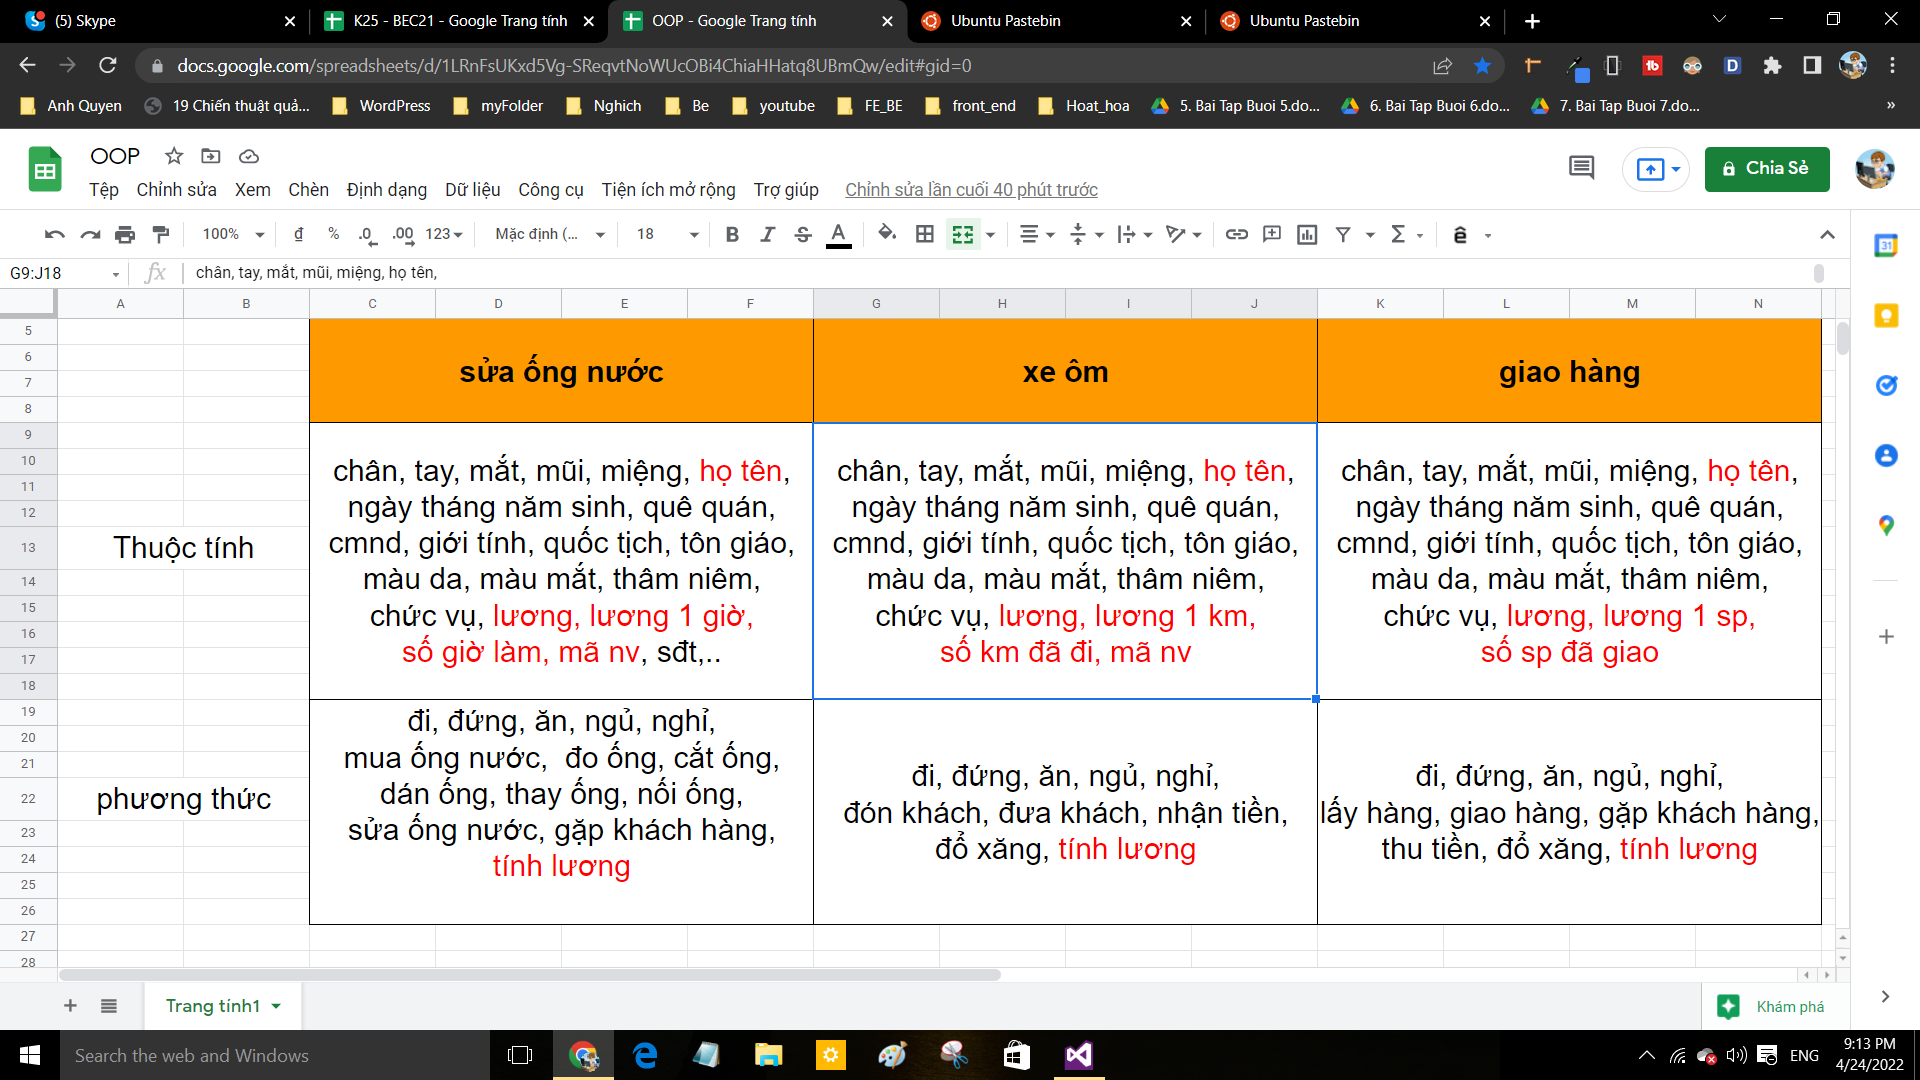 (5) Skype
K25 - BEC21 - Google Trang tính
OOP - Google Trang tính
Ubuntu Pastebin
Ubuntu Pastebin
docs.google.com/spreadsheets/d/1LRnFsUKxd5Vg-SReqvtNoWUcOBi4ChiaHHatq8UBmQw/edit#gid=0
Anh Quyen
19 Chiến thuật quả...
WordPress
myFolder
Nghich
Be
youtube
FE_BE
front_end
Hoat_hoa
5. Bai Tap Buoi 5.do...
6. Bai Tap Buoi 6.do...
7. Bai Tap Buoi 7.do...
»
OOP
Chia Sẻ
Tệp Chỉnh sửa Xem Chèn Định dạng Dữ liệu Công cụ Tiện ích mở rộng Trợ giúp Chỉnh sửa lần cuối 40 phút trước
100% đ % .0 .00 123 Mặc định (... 18 B I S A Σ ê
G9:J18 fx chân, tay, mắt, mũi, miệng, họ tên,
A B C D E F G H I J K L M N
5
6
7
8
9
10
11
12
13
14
15
16
17
18
19
20
21
22
23
24
25
26
27
28
sửa ống nước
xe ôm
giao hàng
Thuộc tính
chân, tay, mắt, mũi, miệng, họ tên,
ngày tháng năm sinh, quê quán,
cmnd, giới tính, quốc tịch, tôn giáo,
màu da, màu mắt, thâm niêm,
chức vụ, lương, lương 1 giờ,
số giờ làm, mã nv, sđt,..
chân, tay, mắt, mũi, miệng, họ tên,
ngày tháng năm sinh, quê quán,
cmnd, giới tính, quốc tịch, tôn giáo,
màu da, màu mắt, thâm niêm,
chức vụ, lương, lương 1 km,
số km đã đi, mã nv
chân, tay, mắt, mũi, miệng, họ tên,
ngày tháng năm sinh, quê quán,
cmnd, giới tính, quốc tịch, tôn giáo,
màu da, màu mắt, thâm niêm,
chức vụ, lương, lương 1 sp,
số sp đã giao
phương thức
đi, đứng, ăn, ngủ, nghỉ,
mua ống nước, đo ống, cắt ống,
dán ống, thay ống, nối ống,
sửa ống nước, gặp khách hàng,
tính lương
đi, đứng, ăn, ngủ, nghỉ,
đón khách, đưa khách, nhận tiền,
đổ xăng, tính lương
đi, đứng, ăn, ngủ, nghỉ,
lấy hàng, giao hàng, gặp khách hàng,
thu tiền, đổ xăng, tính lương
Trang tính1
Khám phá
Search the web and Windows
ENG
9:13 PM
4/24/2022